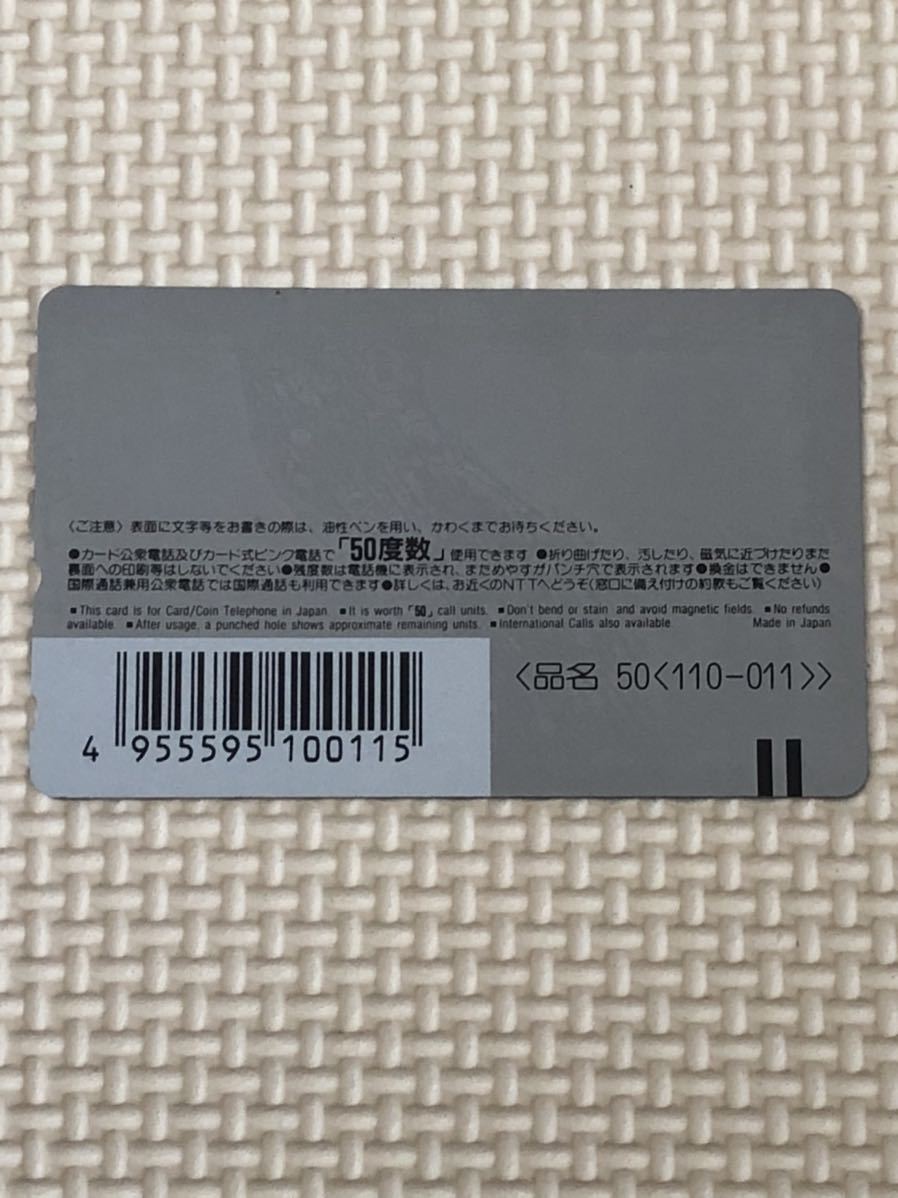 〈ご注意〉表面に文字等をお書きの際は、油性ペンを用い、かわくまでお待ちください。
●カード公衆電話及びカード式ピンク電話で「50度数」使用できます ●折り曲げたり、汚したり、磁気に近づけたりまた
裏面への印刷等はしないでください●残度数は電話機に表示され、まためやすがパンチ穴で表示されます●換金はできません●
国際通話兼用公衆電話では国際通話も利用できます●詳しくは、お近くのNTTへどうぞ(窓口に備え付けの約款もご覧ください)
■This card is for Card/Coin Telephone in Japan. ■It is worth「50」call units. ■Don't bend or stain and avoid magnetic fields. ■No refunds
available. ■After usage, a punched hole shows approximate remaining units. ■International Calls also available. Made in Japan
〈品名 50〈110-011〉〉
4 955595 100115